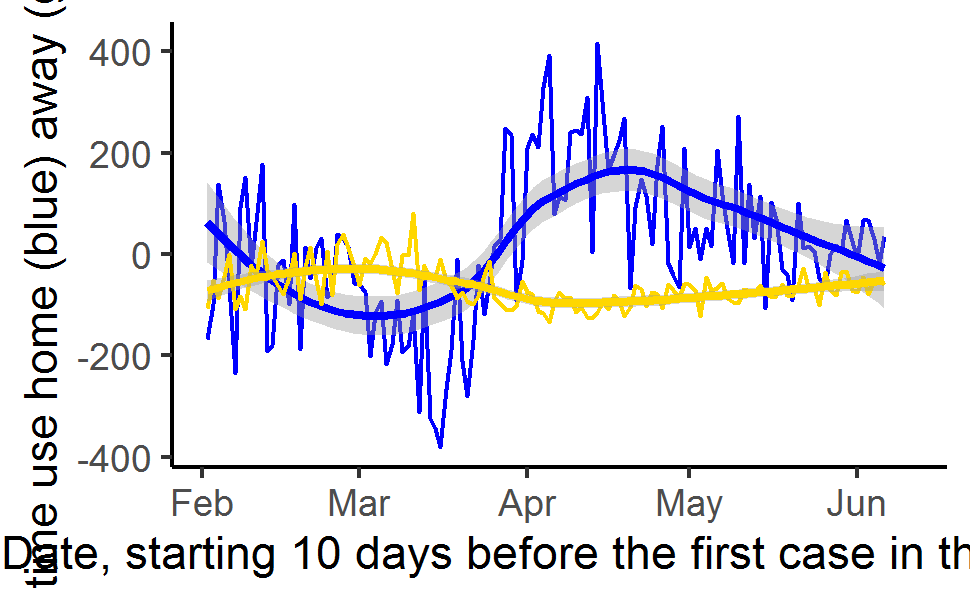 time use home (blue) away (
400
200
0
-200
-400
Feb Mar Apr May Jun
Date, starting 10 days before the first case in th